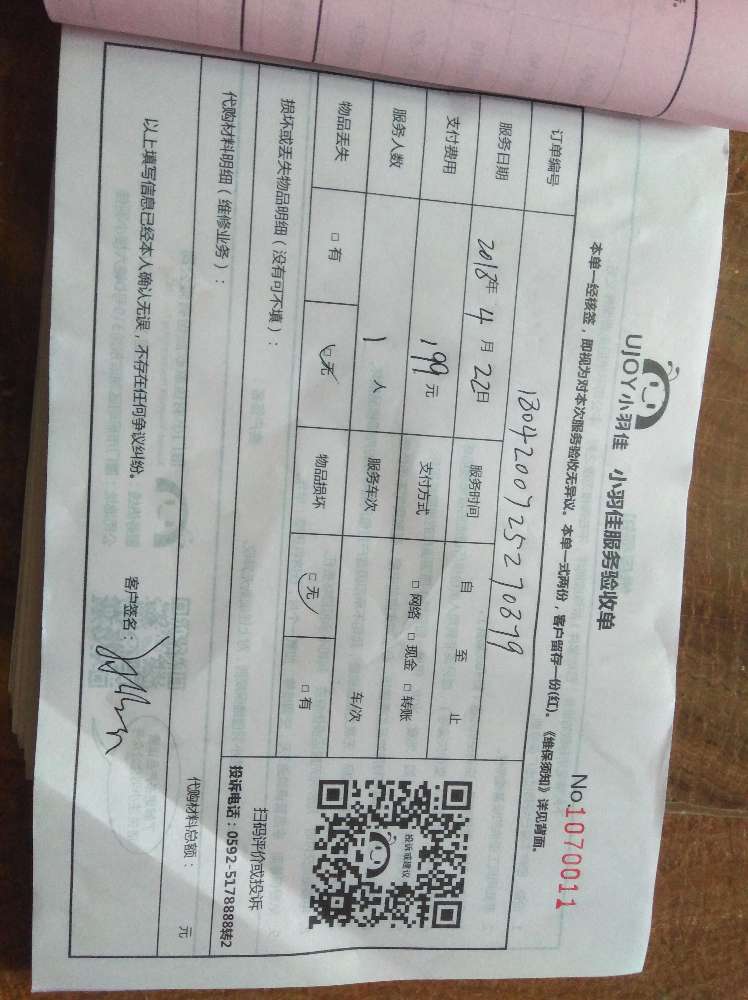 UJOY小羽佳 小羽佳服务验收单
No.1070011
本单一经核签，即视为对本次服务验收无异议。本单一式两份，客户留存一份(红)。《维保须知》详见背面。
订单编号 1804200925270879
服务日期 2018年4月22日 服务时间 自 至 止
支付费用 199元 支付方式 □网络 □现金 □转账
服务人数 1人 服务车次 车/次
物品丢失 □有 □无 物品损坏 □无 □有
投诉或建议
UJOY
扫码评价或投诉
投诉电话：0592-5178888转2
损坏或丢失物品明细（没有可不填）：
代购材料明细（维修业务）：
代购材料总额： 元
以上填写信息已经本人确认无误，不存在任何争议纠纷。
客户签名：